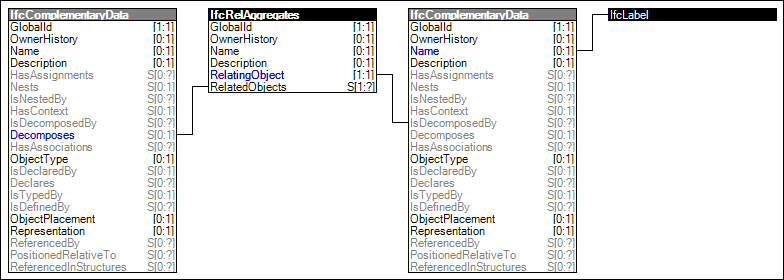 IfcComplementaryData
GlobalId [1:1]
OwnerHistory [0:1]
Name [0:1]
Description [0:1]
HasAssignments S[0:?]
Nests S[0:1]
IsNestedBy S[0:?]
HasContext S[0:1]
IsDecomposedBy S[0:?]
Decomposes S[0:1]
HasAssociations S[0:?]
ObjectType [0:1]
IsDeclaredBy S[0:1]
Declares S[0:?]
IsTypedBy S[0:1]
IsDefinedBy S[0:?]
ObjectPlacement [0:1]
Representation [0:1]
ReferencedBy S[0:?]
PositionedRelativeTo S[0:?]
ReferencedInStructures S[0:?]
IfcRelAggregates
GlobalId [1:1]
OwnerHistory [0:1]
Name [0:1]
Description [0:1]
RelatingObject [1:1]
RelatedObjects S[1:?]
IfcComplementaryData
GlobalId [1:1]
OwnerHistory [0:1]
Name [0:1]
Description [0:1]
HasAssignments S[0:?]
Nests S[0:1]
IsNestedBy S[0:?]
HasContext S[0:1]
IsDecomposedBy S[0:?]
Decomposes S[0:1]
HasAssociations S[0:?]
ObjectType [0:1]
IsDeclaredBy S[0:1]
Declares S[0:?]
IsTypedBy S[0:1]
IsDefinedBy S[0:?]
ObjectPlacement [0:1]
Representation [0:1]
ReferencedBy S[0:?]
PositionedRelativeTo S[0:?]
ReferencedInStructures S[0:?]
IfcLabel